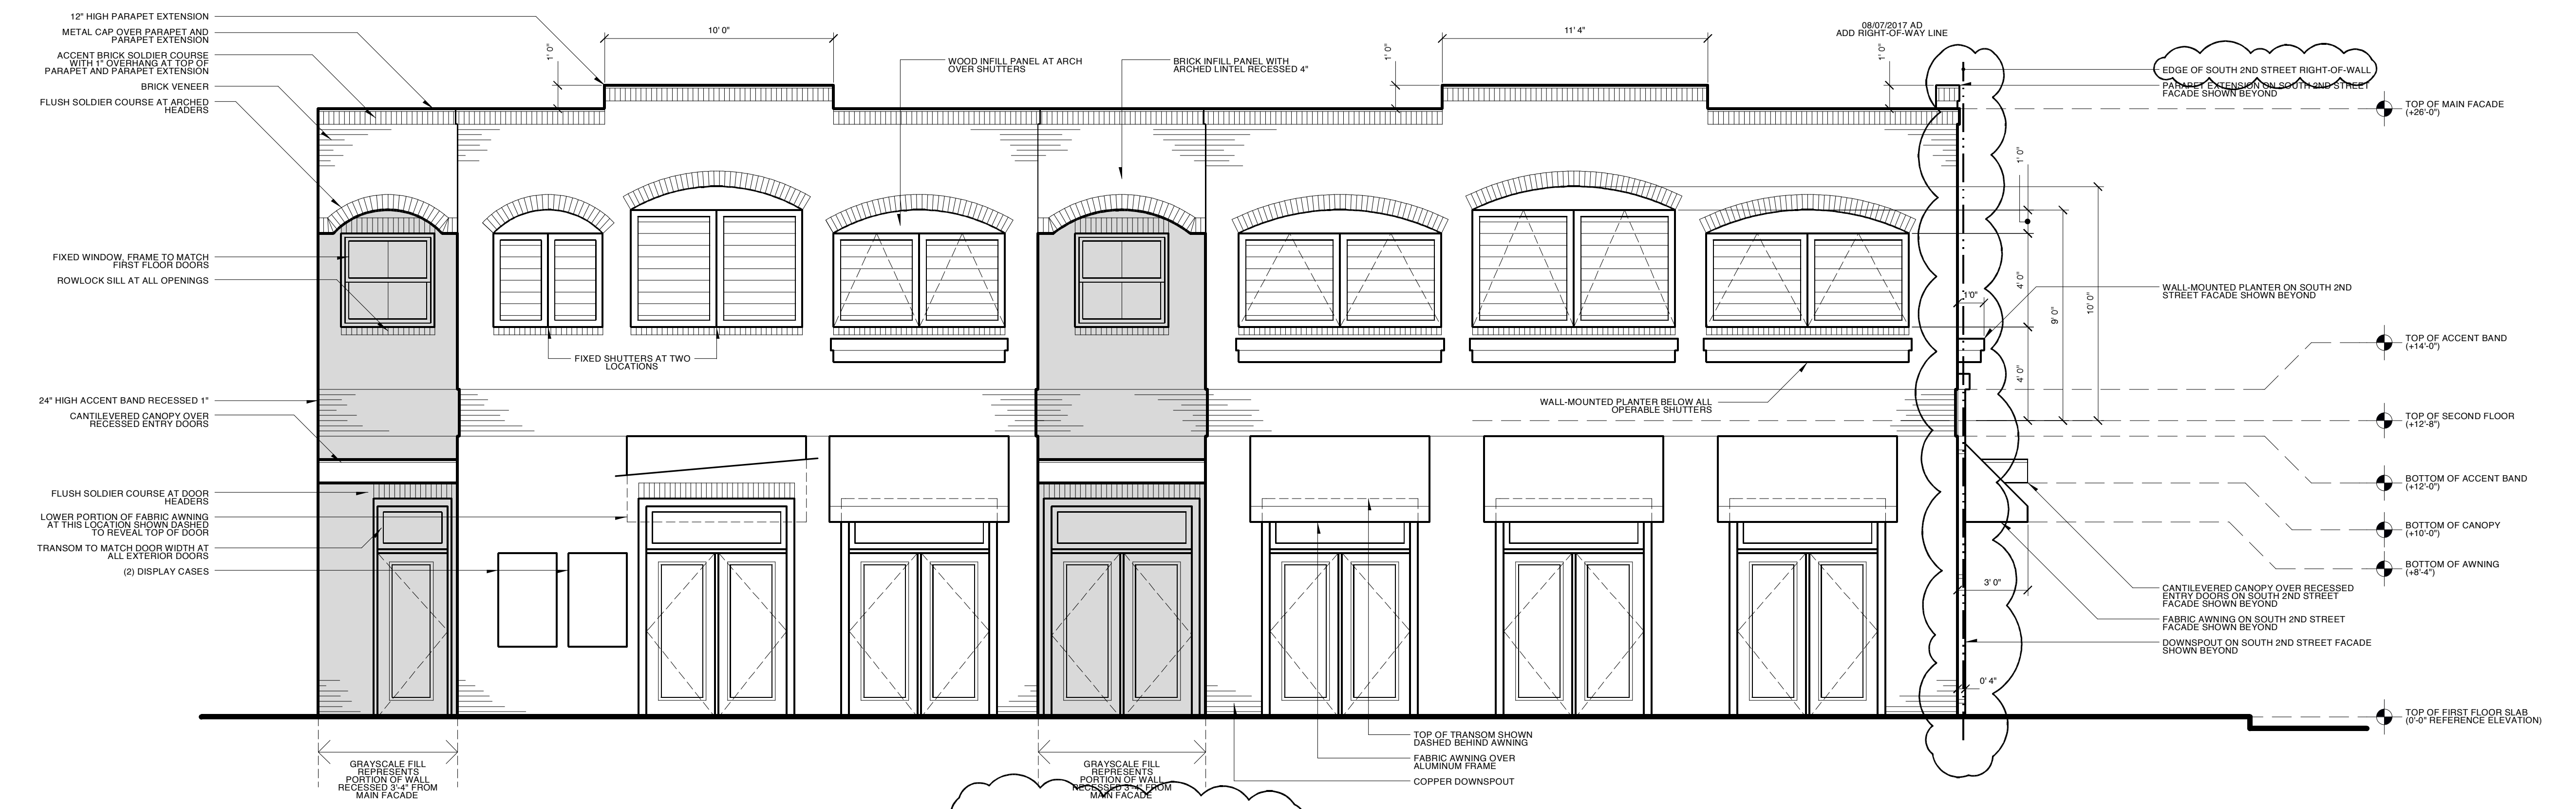 12" HIGH PARAPET EXTENSION
METAL CAP OVER PARAPET AND
PARAPET EXTENSION
ACCENT BRICK SOLDIER COURSE
WITH 1" OVERHANG AT TOP OF
PARAPET AND PARAPET EXTENSION
BRICK VENEER
FLUSH SOLDIER COURSE AT ARCHED
HEADERS
FIXED WINDOW, FRAME TO MATCH
FIRST FLOOR DOORS
ROWLOCK SILL AT ALL OPENINGS
24" HIGH ACCENT BAND RECESSED 1"
CANTILEVERED CANOPY OVER
RECESSED ENTRY DOORS
FLUSH SOLDIER COURSE AT DOOR
HEADERS
LOWER PORTION OF FABRIC AWNING
AT THIS LOCATION SHOWN DASHED
TO REVEAL TOP OF DOOR
TRANSOM TO MATCH DOOR WIDTH AT
ALL EXTERIOR DOORS
(2) DISPLAY CASES
1' 0"
10' 0"
WOOD INFILL PANEL AT ARCH
OVER SHUTTERS
BRICK INFILL PANEL WITH
ARCHED LINTEL RECESSED 4"
1' 0"
11' 4"
08/07/2017 AD
ADD RIGHT-OF-WAY LINE
1' 0"
FIXED SHUTTERS AT TWO
LOCATIONS
WALL-MOUNTED PLANTER BELOW ALL
OPERABLE SHUTTERS
1' 0"
4' 0"
4' 0"
9' 0"
10' 0"
1'0"
3' 0"
0' 4"
EDGE OF SOUTH 2ND STREET RIGHT-OF-WALL
PARAPET EXTENSION ON SOUTH 2ND STREET
FACADE SHOWN BEYOND
WALL-MOUNTED PLANTER ON SOUTH 2ND
STREET FACADE SHOWN BEYOND
CANTILEVERED CANOPY OVER RECESSED
ENTRY DOORS ON SOUTH 2ND STREET
FACADE SHOWN BEYOND
FABRIC AWNING ON SOUTH 2ND STREET
FACADE SHOWN BEYOND
DOWNSPOUT ON SOUTH 2ND STREET FACADE
SHOWN BEYOND
TOP OF MAIN FACADE
(+26'-0")
TOP OF ACCENT BAND
(+14'-0")
TOP OF SECOND FLOOR
(+12'-8")
BOTTOM OF ACCENT BAND
(+12'-0")
BOTTOM OF CANOPY
(+10'-0")
BOTTOM OF AWNING
(+8'-4")
TOP OF FIRST FLOOR SLAB
(0'-0" REFERENCE ELEVATION)
GRAYSCALE FILL
REPRESENTS
PORTION OF WALL
RECESSED 3'-4" FROM
MAIN FACADE
GRAYSCALE FILL
REPRESENTS
PORTION OF WALL
RECESSED 3'-4" FROM
MAIN FACADE
TOP OF TRANSOM SHOWN
DASHED BEHIND AWNING
FABRIC AWNING OVER
ALUMINUM FRAME
COPPER DOWNSPOUT